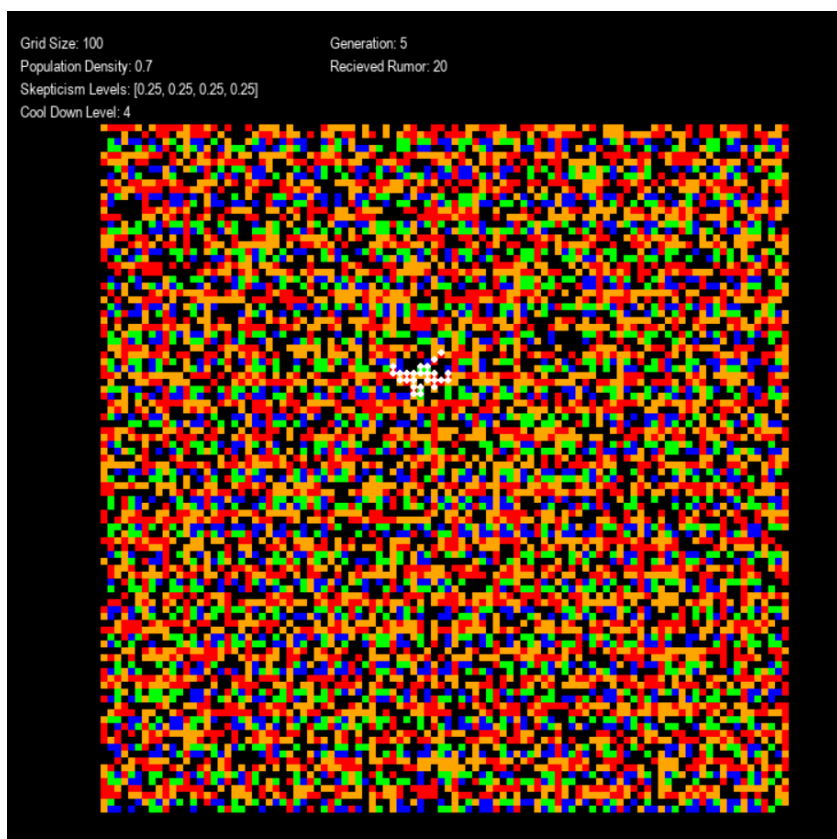 Grid Size: 100
Population Density: 0.7
Skepticism Levels: [0.25, 0.25, 0.25, 0.25]
Cool Down Level: 4
Generation: 5
Recieved Rumor: 20